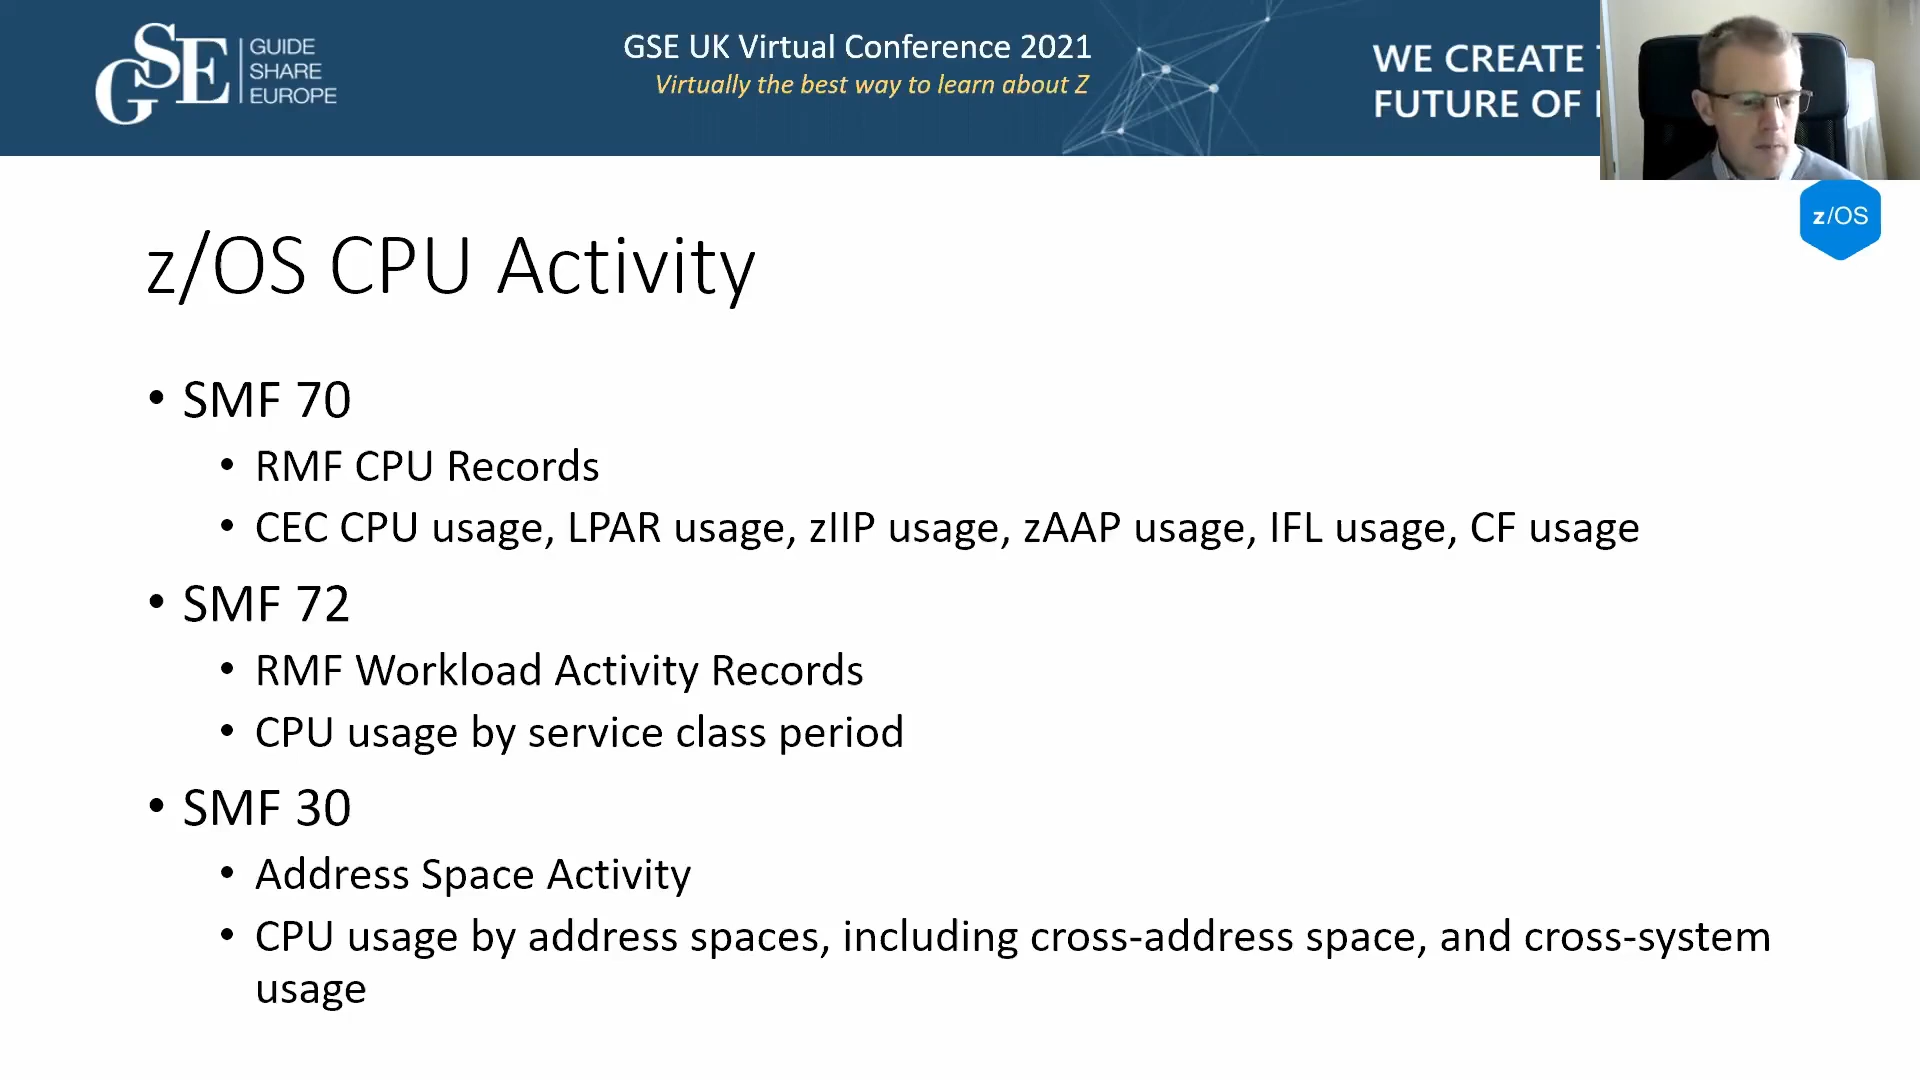 GSE GUIDE
SHARE
EUROPE
GSE UK Virtual Conference 2021
Virtually the best way to learn about Z
WE CREATE
FUTURE OF
z/OS
z/OS CPU Activity
• SMF 70
• RMF CPU Records
• CEC CPU usage, LPAR usage, zIIP usage, zAAP usage, IFL usage, CF usage
• SMF 72
• RMF Workload Activity Records
• CPU usage by service class period
• SMF 30
• Address Space Activity
• CPU usage by address spaces, including cross-address space, and cross-system
usage